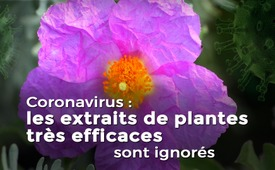 Coronavirus :
les extraits de plantes
très efficaces
sont ignorés